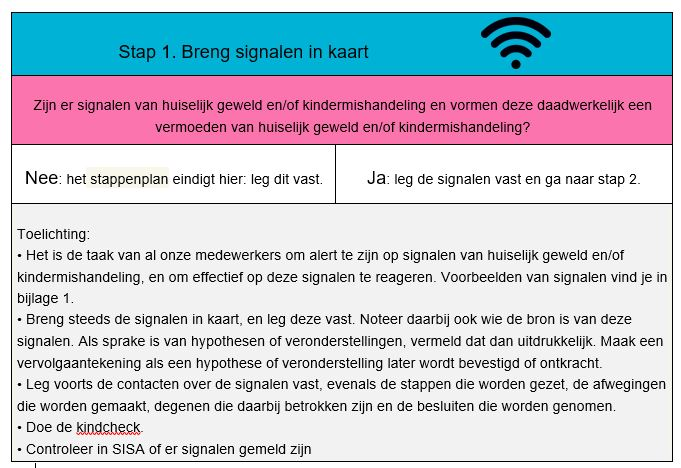 Stap 1. Breng signalen in kaart
Zijn er signalen van huiselijk geweld en/of kindermishandeling en vormen deze daadwerkelijk een
vermoeden van huiselijk geweld en/of kindermishandeling?
Nee: het stappenplan eindigt hier: leg dit vast.
Ja: leg de signalen vast en ga naar stap 2.
Toelichting:
• Het is de taak van al onze medewerkers om alert te zijn op signalen van huiselijk geweld en/of
kindermishandeling, en om effectief op deze signalen te reageren. Voorbeelden van signalen vind je in
bijlage 1.
• Breng steeds de signalen in kaart, en leg deze vast. Noteer daarbij ook wie de bron is van deze
signalen. Als sprake is van hypothesen of veronderstellingen, vermeld dat dan uitdrukkelijk. Maak een
vervolgaantekening als een hypothese of veronderstelling later wordt bevestigd of ontkracht.
• Leg voorts de contacten over de signalen vast, evenals de stappen die worden gezet, de afwegingen
die worden gemaakt, degenen die daarbij betrokken zijn en de besluiten die worden genomen.
• Doe de kindcheck.
• Controleer in SISA of er signalen gemeld zijn